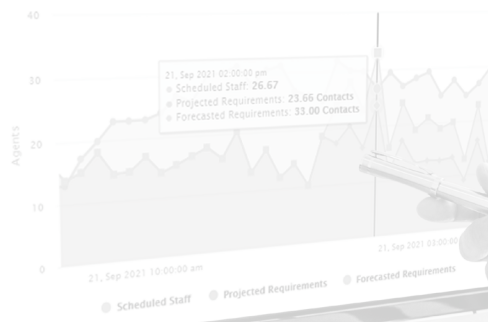 40
30
20
10
0
Agents
21, Sep 2021 02:00:00 pm
Scheduled Staff: 26.67
Projected Requirements: 23.66 Contacts
Forecasted Requirements: 33.00 Contacts
21, Sep 2021 10:00:00 am
21, Sep 2021 03:00:00
Scheduled Staff
Projected Requirements
Forecasted Requirements